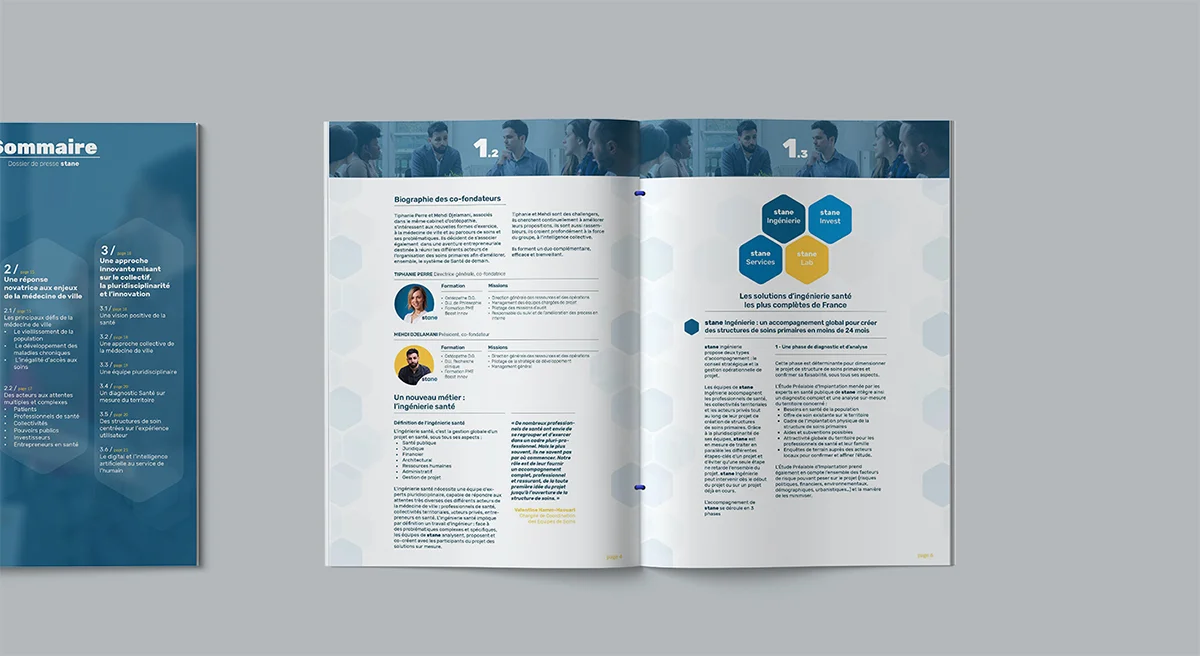 Sommaire
Dossier de presse stane
2 / page 11
Une réponse
novatrice aux enjeux
de la médecine de ville
2.1 /
Les principaux défis de la
médecine de ville
• Le vieillissement de la
population
• Le développement des
maladies chroniques
• L'inégalité d'accès aux
soins
2.2 / page 17
Des acteurs aux attentes
multiples et complexes
• Patients
• Professionnels de santé
• Collectivités
• Pouvoirs publics
• Investisseurs
• Entrepreneurs en santé
3 / page 18
Une approche
innovante misant
sur le collectif,
la pluridisciplinarité
et l'innovation
3.1 /
Une vision positive de la
santé
3.2 /
Une approche collective de
la médecine de ville
3.3 /
Une équipe pluridisciplinaire
3.4 /
Un diagnostic Santé sur
mesure du territoire
3.5 /
Des structures de soin
centrées sur l'expérience
utilisateur
3.6 /
Le digital et l'intelligence
artificielle au service de
l'humain
1.2
Biographie des co-fondateurs
Tiphanie Perre et Mehdi Djelamani, associés
dans le même cabinet d'ostéopathie,
s'intéressent aux nouvelles formes d'exercice,
à la médecine de ville et au parcours de soins et
ses problématiques. Ils décident de s'associer
également dans une aventure entrepreneuriale
destinée à réunir les différents acteurs de
l'organisation des soins primaires afin d'améliorer,
ensemble, le système de Santé de demain.
Tiphanie et Mehdi sont des challengers,
ils cherchent continuellement à améliorer
leurs propositions, ils sont aussi rassem-
bleurs, ils croient profondément à la force
du groupe, à l'intelligence collective.
Ils forment un duo complémentaire,
efficace et bienveillant.
TIPHANIE PERRE Directrice générale, co-fondatrice
stane
Formation
• Ostéopathe D.O.
• D.U. de Philosophie
• Formation PME
Boost Innov
Missions
• Direction générale des ressources et des opérations
• Management des équipes chargées de projet
• Pilotage des missions d'audit
• Responsable du suivi et de l'amélioration des process en
interne
MEHDI DJELAMANI Président, co-fondateur
stane
Formation
• Ostéopathe D.O.
• D.U. Recherche
clinique
• Formation PME
Boost Innov
Missions
• Direction générale des ressources et des opérations
• Pilotage de la stratégie de développement
• Management général
Un nouveau métier :
l'ingénierie santé
Définition de l'ingénierie santé
L'ingénierie santé, c'est la gestion globale d'un
projet en santé, sous tous ses aspects :
• Santé publique
• Juridique
• Financier
• Architectural
• Ressources humaines
• Administratif
• Gestion de projet
L'ingénierie santé nécessite une équipe d'ex-
perts pluridisciplinaire, capable de répondre aux
attentes très diverses des différents acteurs de
la médecine de ville : professionnels de santé,
collectivités territoriales, acteurs privés, entre-
preneurs en santé. L'ingénierie santé implique
par définition un travail d'ingénieur : face à
des problématiques complexes et spécifiques,
les équipes de stane analysent, proposent et
co-créent avec les participants du projet des
solutions sur mesure.
« De nombreux profession-
nels de santé ont envie de
se regrouper et d'exercer
dans un cadre pluri-pro-
fessionnel. Mais le plus
souvent, ils ne savent pas
par où commencer. Notre
rôle est de leur fournir
un accompagnement
complet, professionnel
et rassurant, de la toute
première idée du projet
jusqu'à l'ouverture de la
structure de soins. »
Valentine
Chargée de Coordination
des Equipes de Soins
1.3
stane
Ingénierie
stane
Invest
stane
Services
stane
Lab
Les solutions d'ingénierie santé
les plus complètes de France
stane Ingénierie : un accompagnement global pour créer
des structures de soins primaires en moins de 24 mois
stane Ingénierie
propose deux types
d'accompagnement : le
conseil stratégique et la
gestion opérationnelle de
projet.
Les équipes de stane
Ingénierie accompagnent
les professionnels de santé,
les collectivités territoriales
et les acteurs privés tout
au long de leur projet de
création de structures
de soins primaires. Grâce
à la pluridisciplinarité de
ses équipes, stane est
en mesure de traiter en
parallèle les différentes
étapes-clés d'un projet et
d'éviter qu'une seule étape
ne retarde l'ensemble du
projet. stane Ingénierie
peut intervenir dès le début
du projet ou sur un projet
déjà en cours.
L'accompagnement de
stane se déroule en 3
phases
1 - Une phase de diagnostic et d'analyse
Cette phase est déterminante pour dimensionner
le projet de structure de soins primaires et
confirmer sa faisabilité, sous tous ses aspects.
L'Étude Préalable d'Implantation menée par les
experts en santé publique de stane intègre ainsi
un diagnostic complet et une analyse sur-mesure
du territoire concerné :
• Besoins en santé de la population
• Offre de soin existante sur le territoire
• Cadre de l'implantation physique de la
structure de soins primaires
• Aides et subventions possibles
• Attractivité globale du territoire pour les
professionnels de santé et leur famille
• Enquêtes de terrain auprès des acteurs
locaux pour confirmer et affiner l'étude.
L'Étude Préalable d'Implantation prend
également en compte l'ensemble des facteurs
de risque pouvant peser sur le projet (risques
politiques, financiers, environnementaux,
démographiques, urbanistiques...) et la manière
de les minimiser.